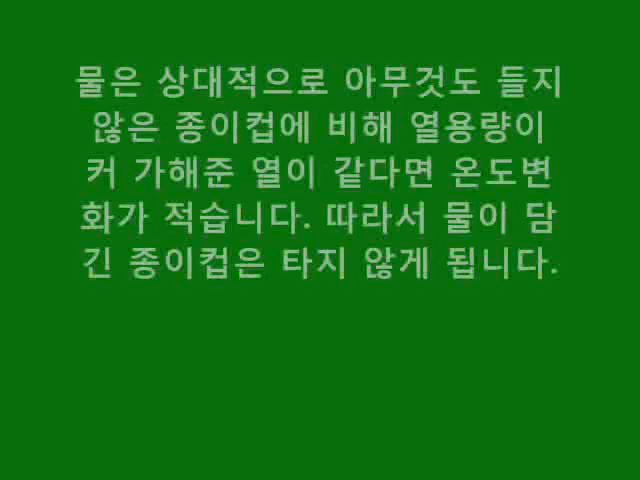 물은 상대적으로 아무것도 들지
않은 종이컵에 비해 열용량이
커 가해준 열이 같다면 온도변
화가 적습니다. 따라서 물이 담
긴 종이컵은 타지 않게 됩니다.